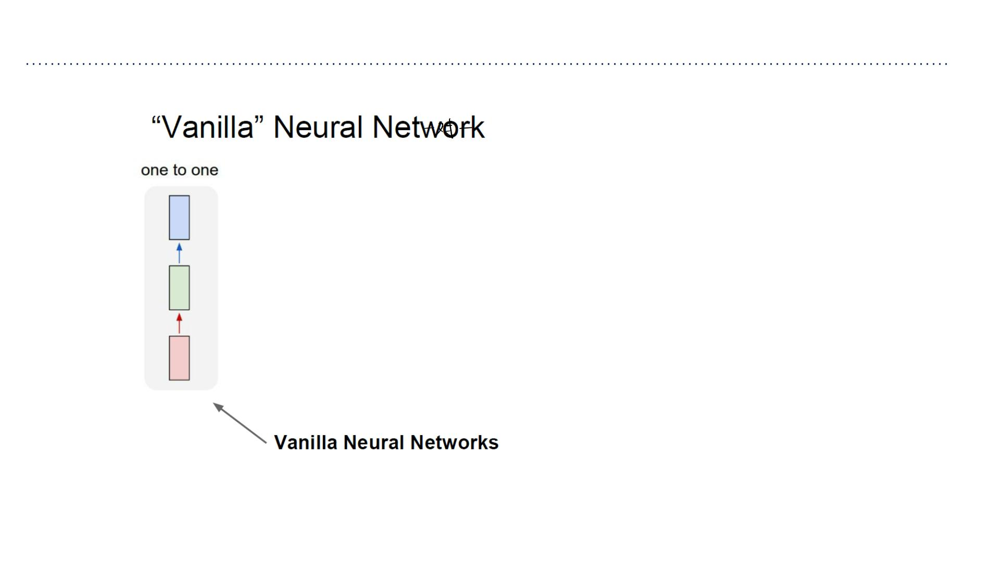 “Vanilla” Neural Network
one to one
Vanilla Neural Networks